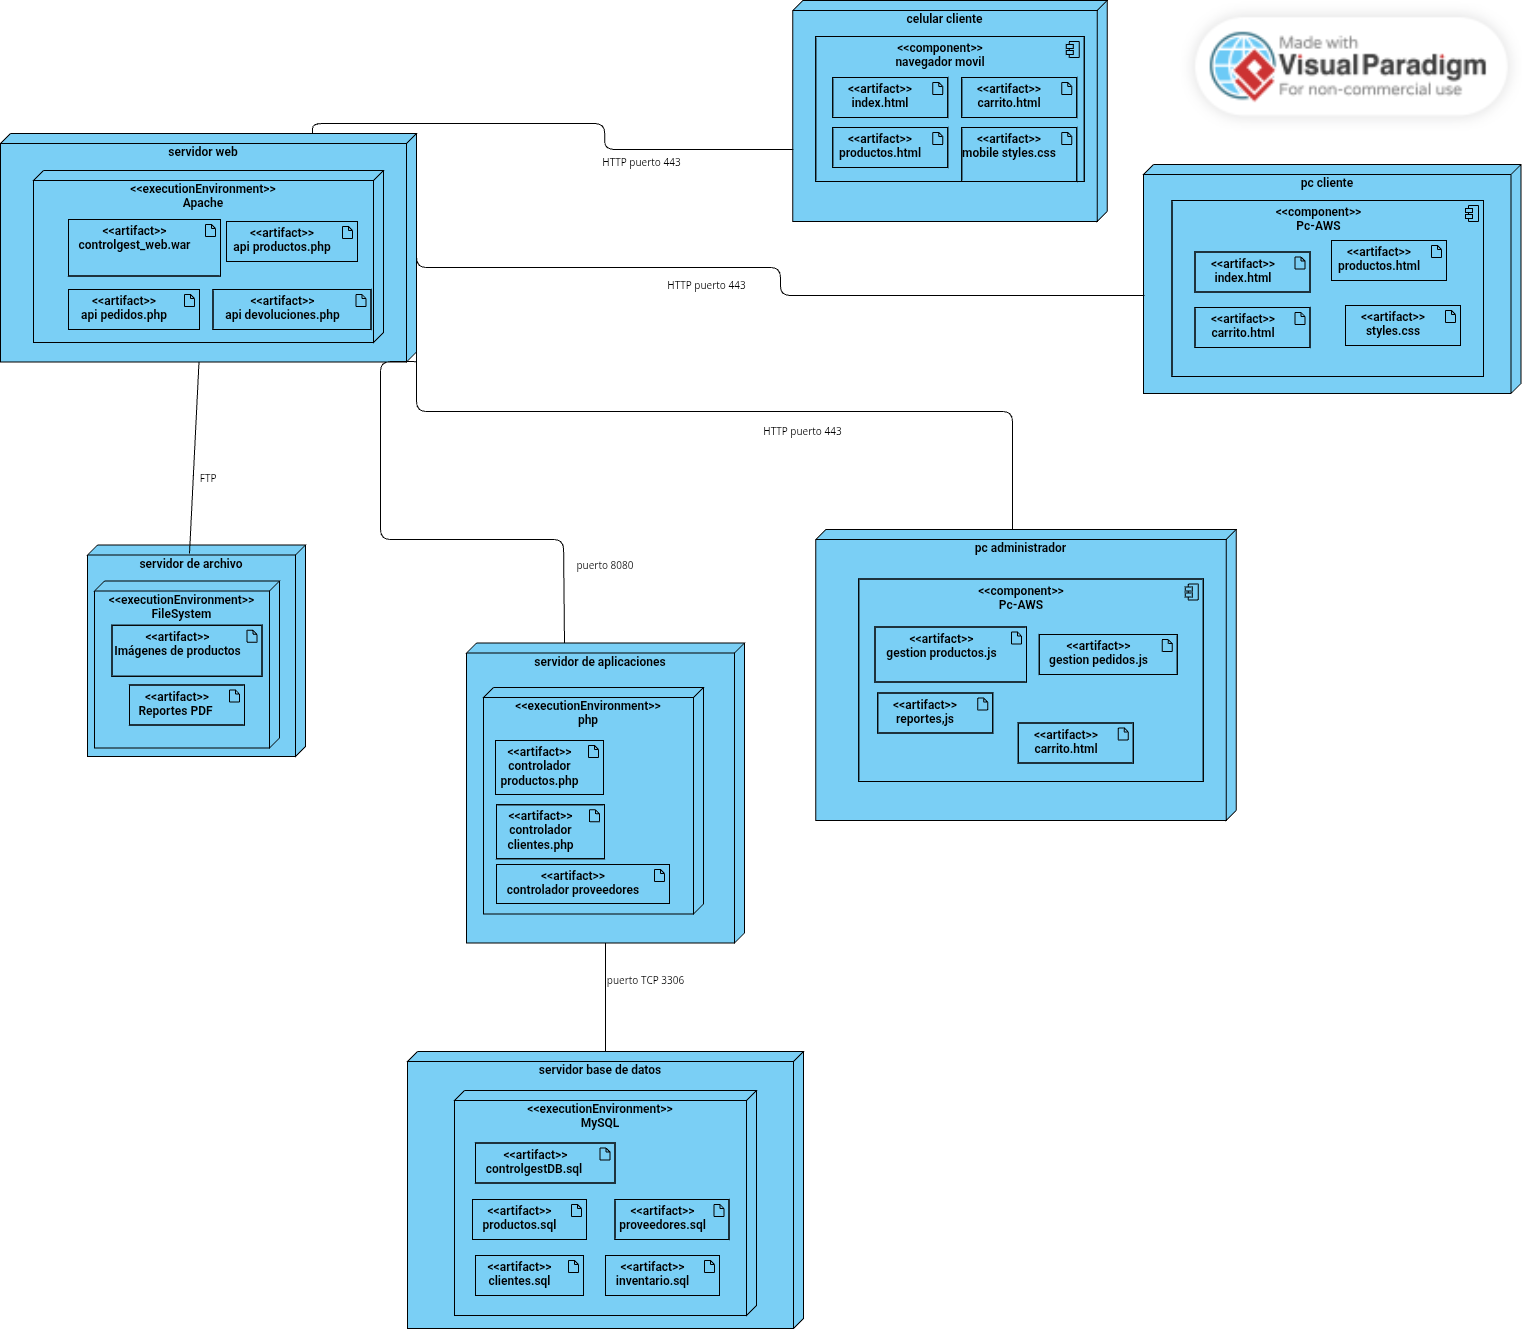 celular cliente
<<component>>
navegador movil
<<artifact>>
index.html
<<artifact>>
carrito.html
<<artifact>>
productos.html
<<artifact>>
mobile styles.css
Made with
Visual Paradigm
For non-commercial use
HTTP puerto 443
servidor web
<<executionEnvironment>>
Apache
<<artifact>>
controlgest_web.war
<<artifact>>
api productos.php
<<artifact>>
api pedidos.php
<<artifact>>
api devoluciones.php
pc cliente
<<component>>
Pc-AWS
<<artifact>>
index.html
<<artifact>>
productos.html
<<artifact>>
carrito.html
<<artifact>>
styles.css
HTTP puerto 443
HTTP puerto 443
FTP
servidor de archivo
<<executionEnvironment>>
FileSystem
<<artifact>>
Imágenes de productos
<<artifact>>
Reportes PDF
puerto 8080
pc administrador
<<component>>
Pc-AWS
<<artifact>>
gestion productos.js
<<artifact>>
gestion pedidos.js
<<artifact>>
reportes,js
<<artifact>>
carrito.html
servidor de aplicaciones
<<executionEnvironment>>
php
<<artifact>>
controlador
productos.php
<<artifact>>
controlador
clientes.php
<<artifact>>
controlador proveedores
puerto TCP 3306
servidor base de datos
<<executionEnvironment>>
MySQL
<<artifact>>
controlgestDB.sql
<<artifact>>
productos.sql
<<artifact>>
proveedores.sql
<<artifact>>
clientes.sql
<<artifact>>
inventario.sql